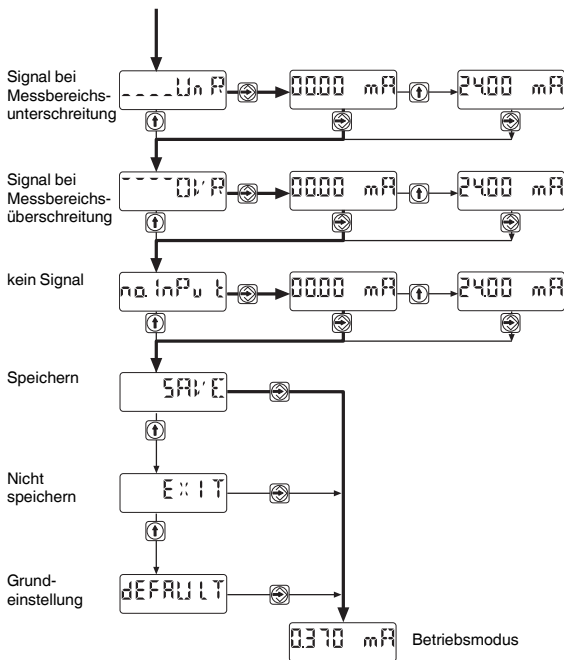 Signal bei
Messbereichs-
unterschreitung
____UnR
00.00 mA
24.00 mA
Signal bei
Messbereichs-
überschreitung
¯¯¯¯OVR
00.00 mA
24.00 mA
kein Signal
no.InPut
00.00 mA
24.00 mA
Speichern
SAVE
Nicht
speichern
EXIT
Grund-
einstellung
dEFAULT
0.370 mA
Betriebsmodus